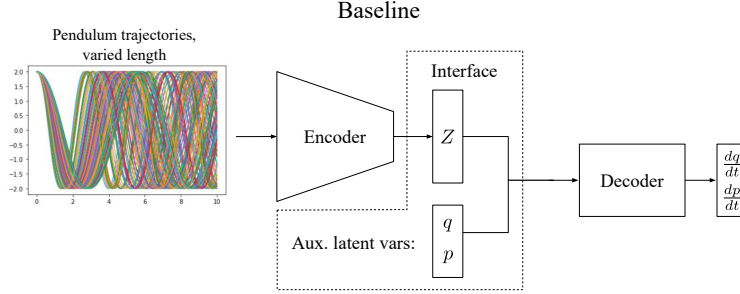 Baseline
Pendulum trajectories,
varied length
2.0
1.5
1.0
0.5
0.0
−0.5
−1.0
−1.5
−2.0
0 2 4 6 8 10
Encoder
Interface
Z
Aux. latent vars:
q
p
Decoder
dq
dt
dp
dt